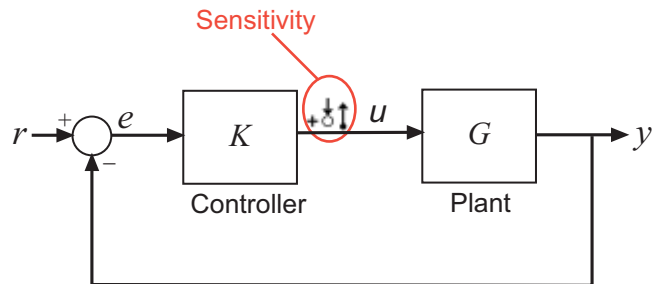 Sensitivity
r + e K + u G y
−
Controller Plant